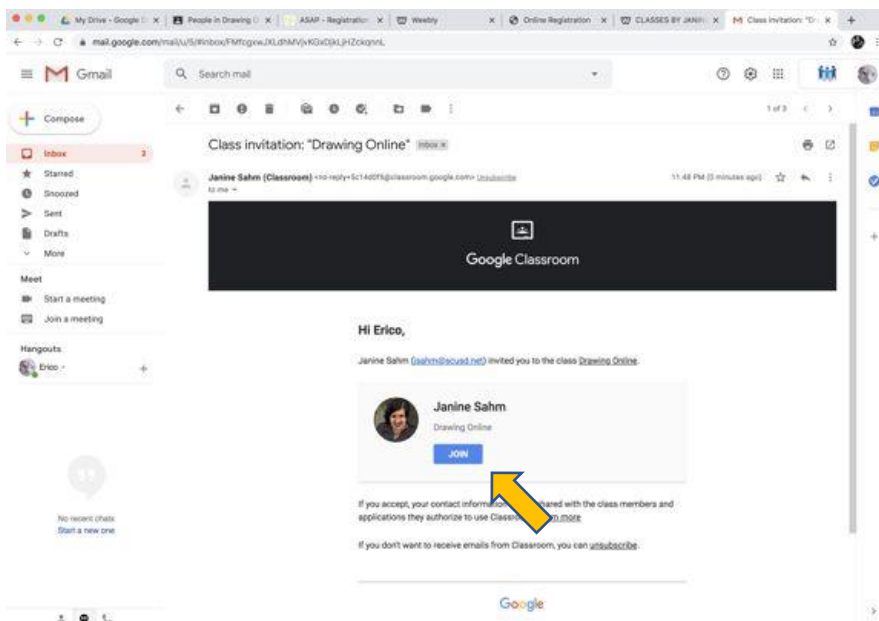 My Drive - Google
People in Drawing
ASAP - Registration
Weebly
Online Registration
CLASSES BY JANIN
Class invitation: "Dr
mail.google.com/mail/u/5/#inbox/
Gmail
Search mail
Compose
1 of 3
Class invitation: "Drawing Online" Inbox x
Inbox 3
Starred
Snoozed
Sent
Drafts
More
Janine Sahm (Classroom) Unsubscribe
11:48 PM (0 minutes ago)
to me
Google Classroom
Meet
Start a meeting
Join a meeting
Hangouts
Erico
Hi Erico,
Janine Sahm (jsahm@scusd.net) invited you to the class Drawing Online.
Janine Sahm
Drawing Online
JOIN
If you accept, your contact information shared with the class members and
applications they authorize to use more
If you don't want to receive emails from Classroom, you can unsubscribe.
No recent chats
Start a new one
Google